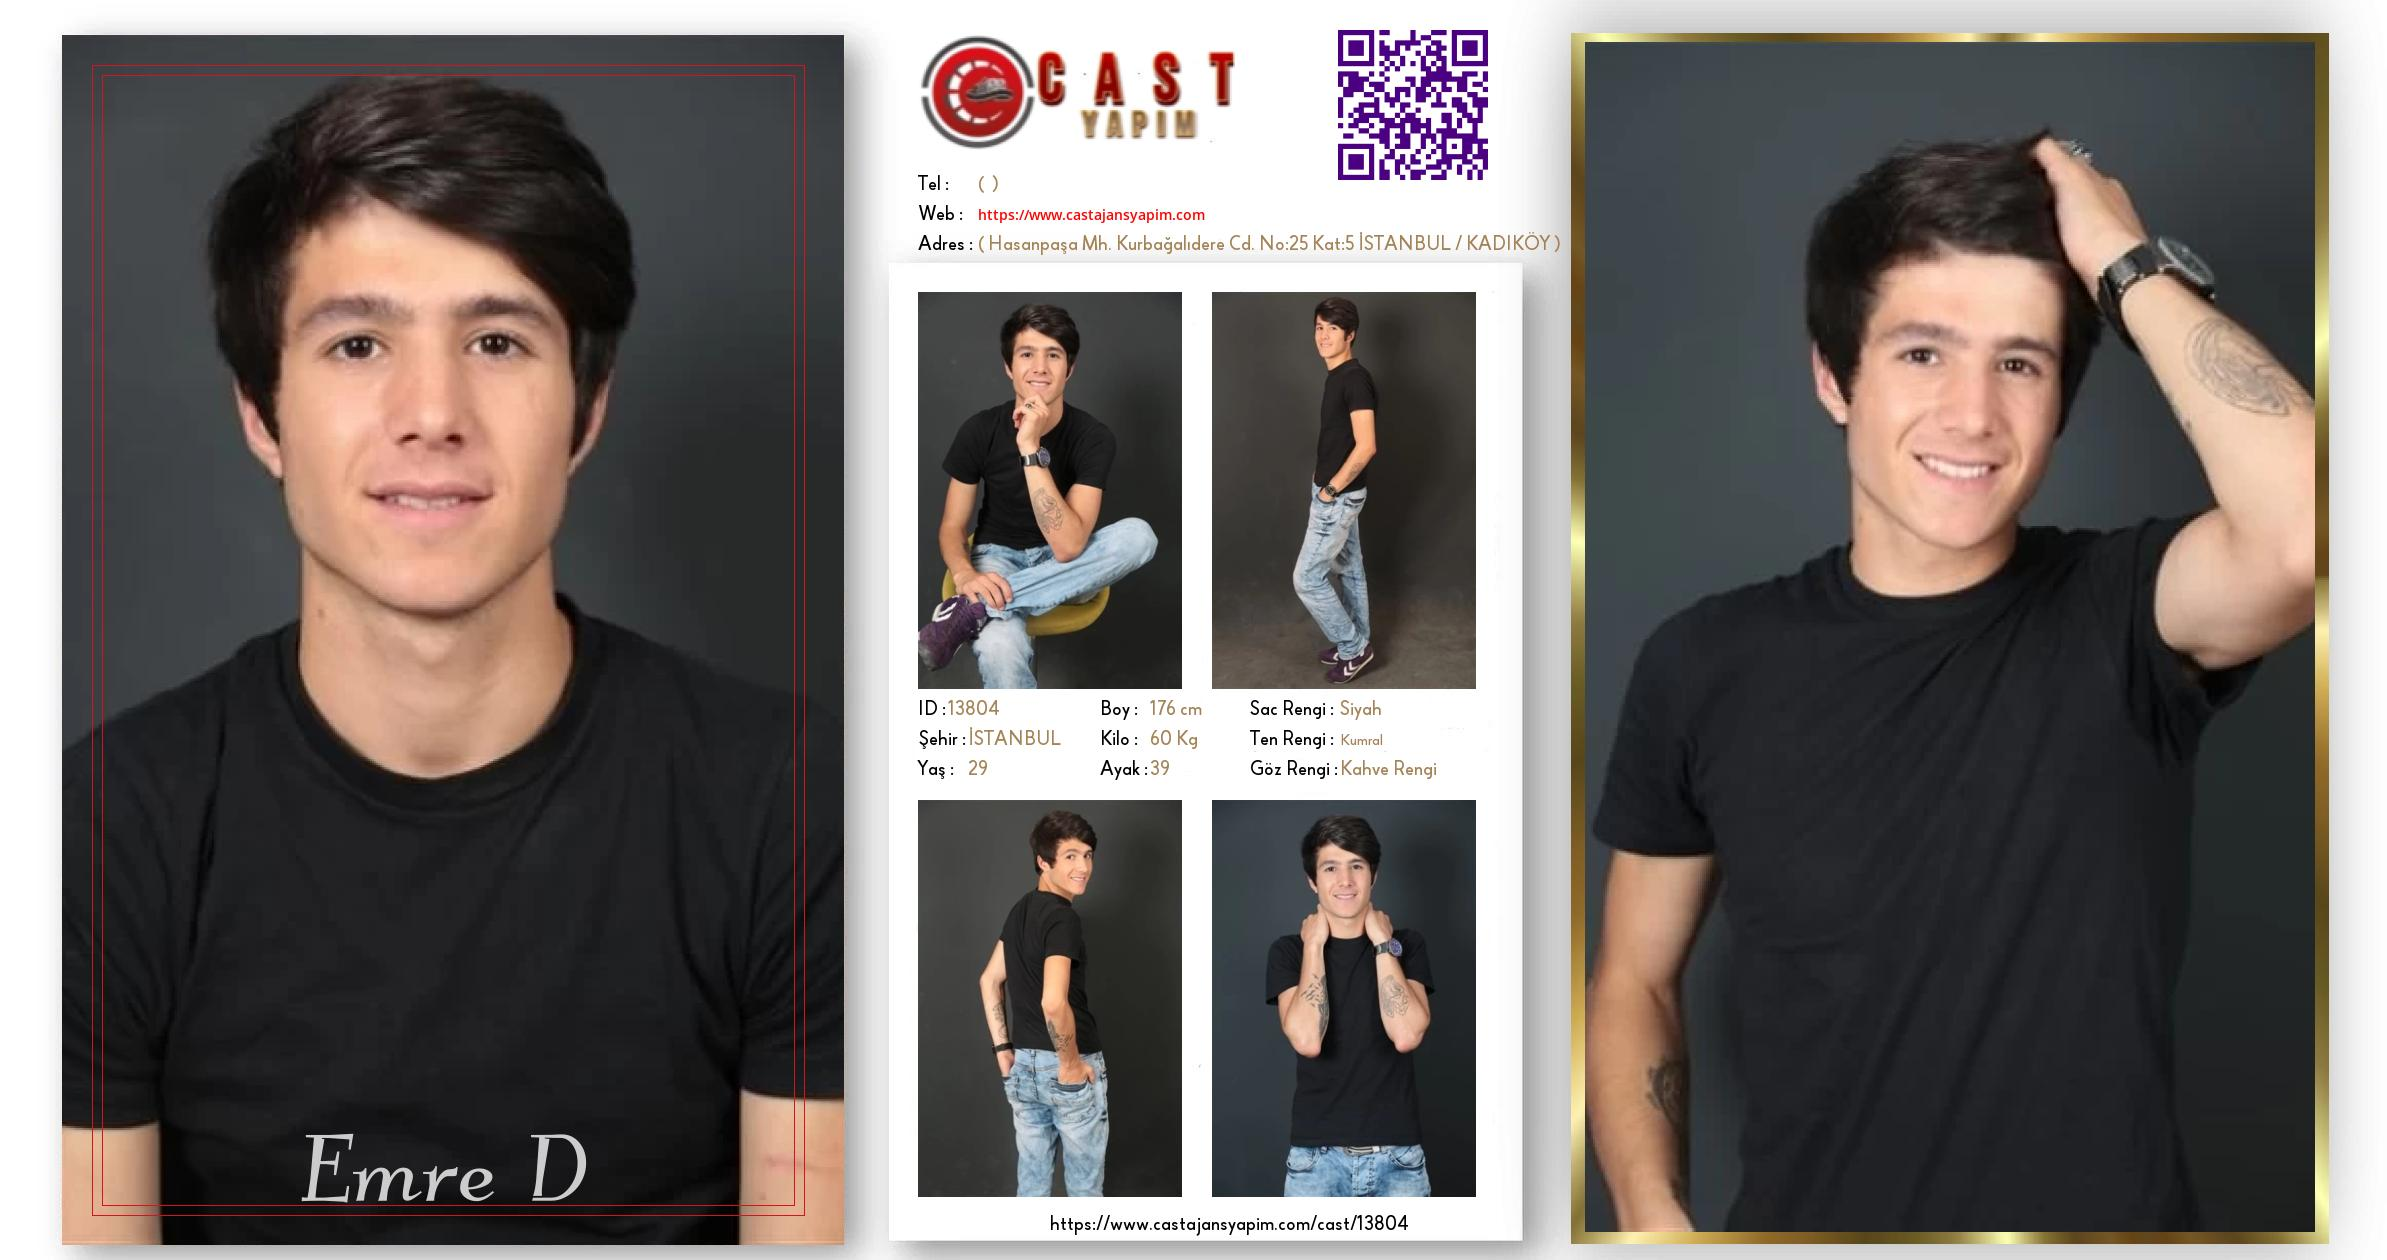 Emre D
CAST
YAPIM
Tel : ( )
Web : https://www.castajansyapim.com
Adres : ( Hasanpaşa Mh. Kurbağalıdere Cd. No:25 Kat:5 İSTANBUL / KADIKÖY )
ID : 13804 Boy : 176 cm Sac Rengi : Siyah
Şehir : İSTANBUL Kilo : 60 Kg Ten Rengi : Kumral
Yaş : 29 Ayak : 39 Göz Rengi : Kahve Rengi
https://www.castajansyapim.com/cast/13804